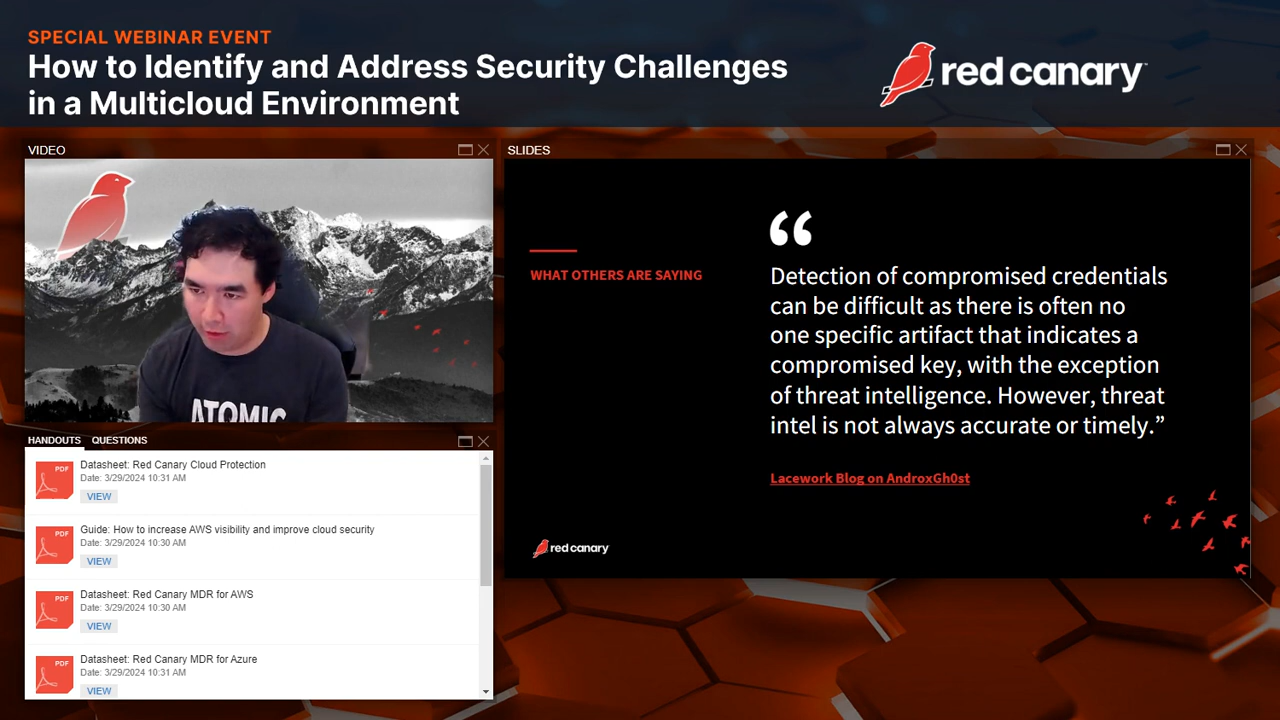 SPECIAL WEBINAR EVENT
How to Identify and Address Security Challenges
in a Multicloud Environment
red canary
VIDEO
ATOMIC
SLIDES
WHAT OTHERS ARE SAYING
“
Detection of compromised credentials
can be difficult as there is often no
one specific artifact that indicates a
compromised key, with the exception
of threat intelligence. However, threat
intel is not always accurate or timely.”
Lacework Blog on AndroxGh0st
red canary
HANDOUTS QUESTIONS
PDF
Datasheet: Red Canary Cloud Protection
Date: 3/29/2024 10:31 AM
VIEW
PDF
Guide: How to increase AWS visibility and improve cloud security
Date: 3/29/2024 10:30 AM
VIEW
PDF
Datasheet: Red Canary MDR for AWS
Date: 3/29/2024 10:30 AM
VIEW
PDF
Datasheet: Red Canary MDR for Azure
Date: 3/29/2024 10:31 AM
VIEW